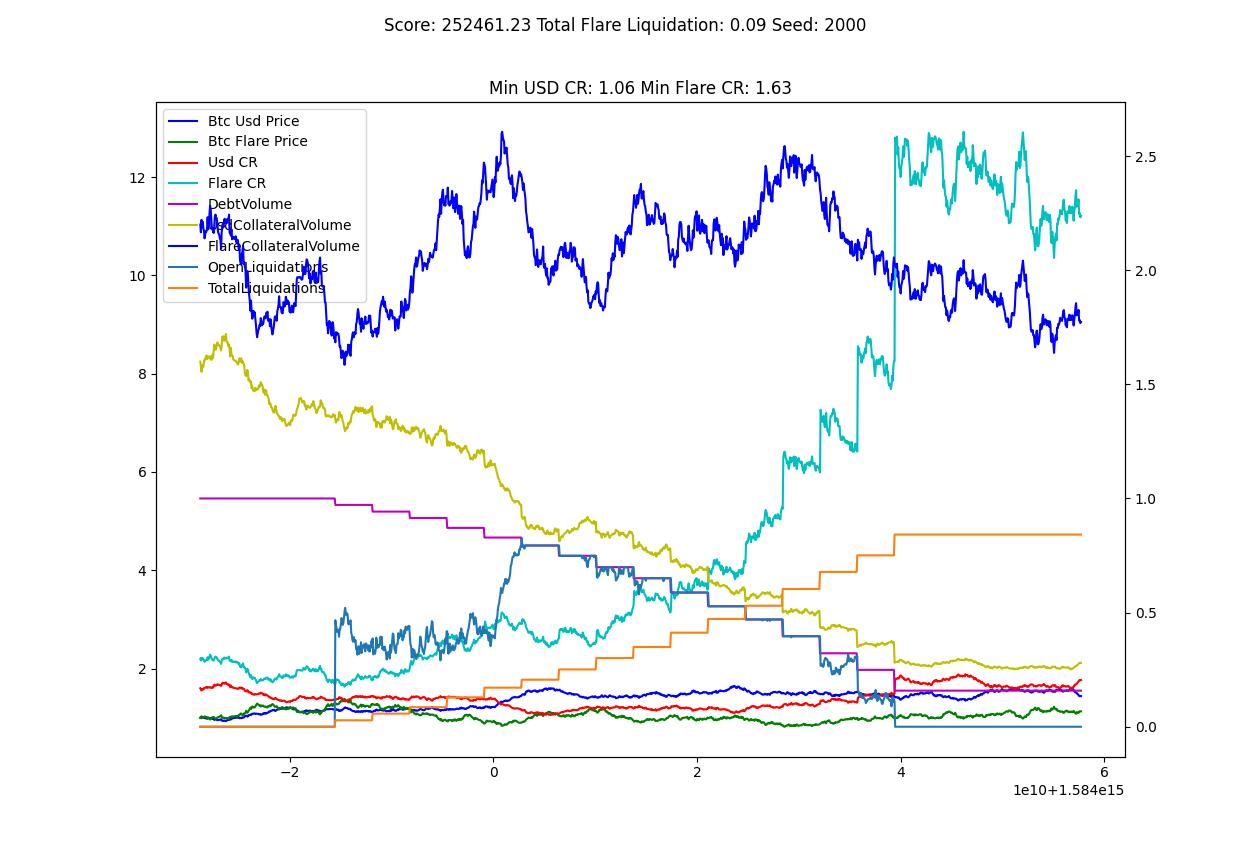 Score: 252461.23 Total Flare Liquidation: 0.09 Seed: 2000
Min USD CR: 1.06 Min Flare CR: 1.63
Btc Usd Price
Btc Flare Price
Usd CR
Flare CR
DebtVolume
UsdCollateralVolume
FlareCollateralVolume
OpenLiquidations
TotalLiquidations
12
10
8
6
4
2
2.5
2.0
1.5
1.0
0.5
0.0
−2
0
2
4
6
1e10+1.584e15